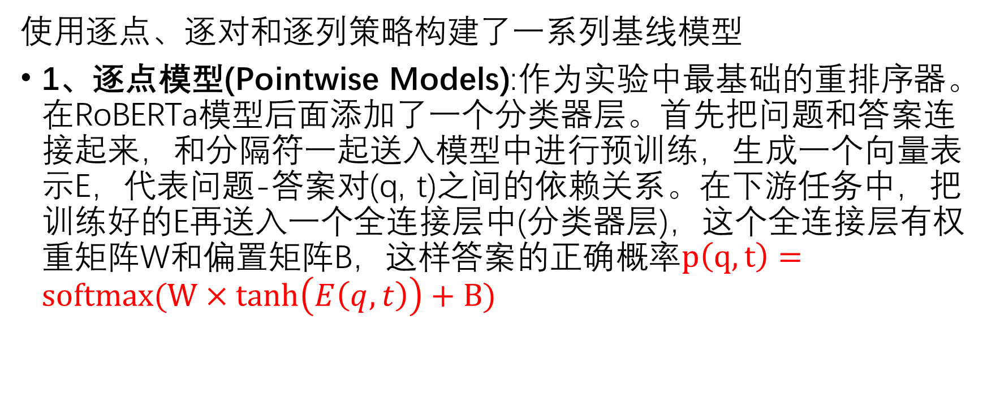 使用逐点、逐对和逐列策略构建了一系列基线模型
• 1、逐点模型(Pointwise Models):作为实验中最基础的重排序器。
在RoBERTa模型后面添加了一个分类器层。首先把问题和答案连
接起来，和分隔符一起送入模型中进行预训练，生成一个向量表
示E，代表问题-答案对(q, t)之间的依赖关系。在下游任务中，把
训练好的E再送入一个全连接层中(分类器层)，这个全连接层有权
重矩阵W和偏置矩阵B，这样答案的正确概率p(q, t) =
softmax(W × tanh(E(q, t)) + B)